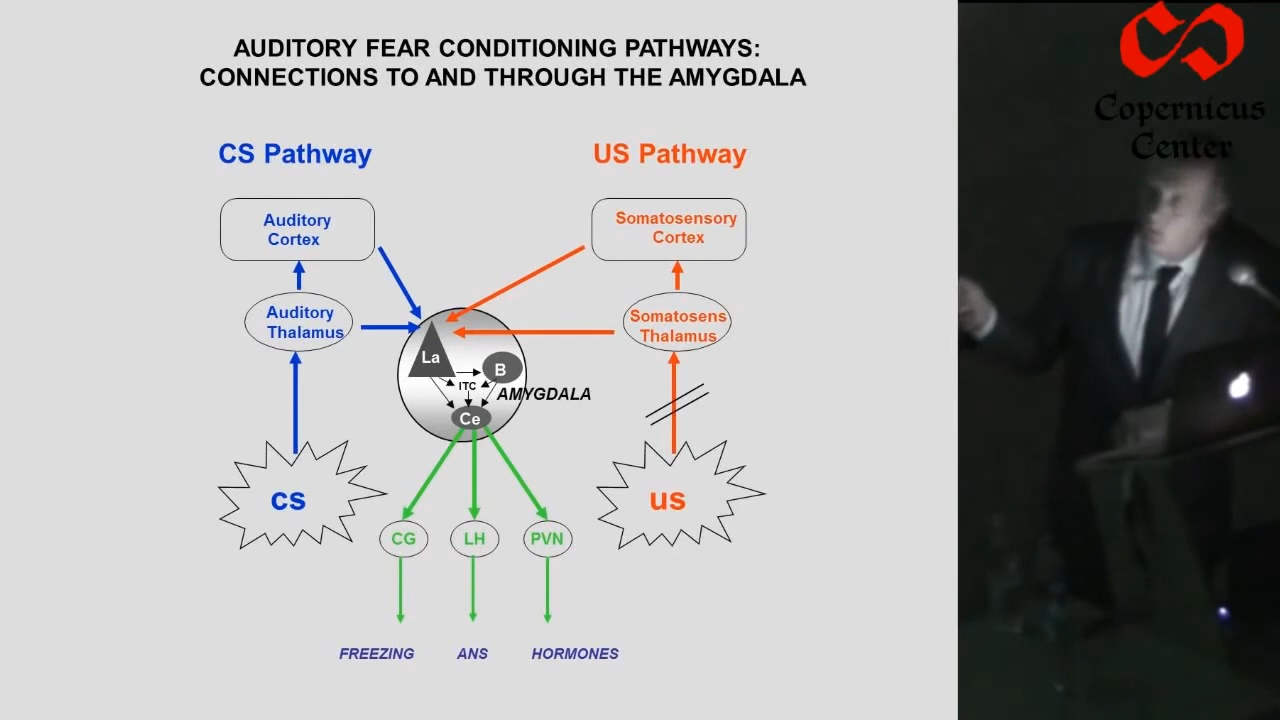 AUDITORY FEAR CONDITIONING PATHWAYS:
CONNECTIONS TO AND THROUGH THE AMYGDALA
CS Pathway
US Pathway
Auditory
Cortex
Somatosensory
Cortex
Auditory
Thalamus
Somatosens
Thalamus
La
B
ITC
AMYGDALA
Ce
cs
us
CG
LH
PVN
FREEZING
ANS
HORMONES
Copernicus
Center